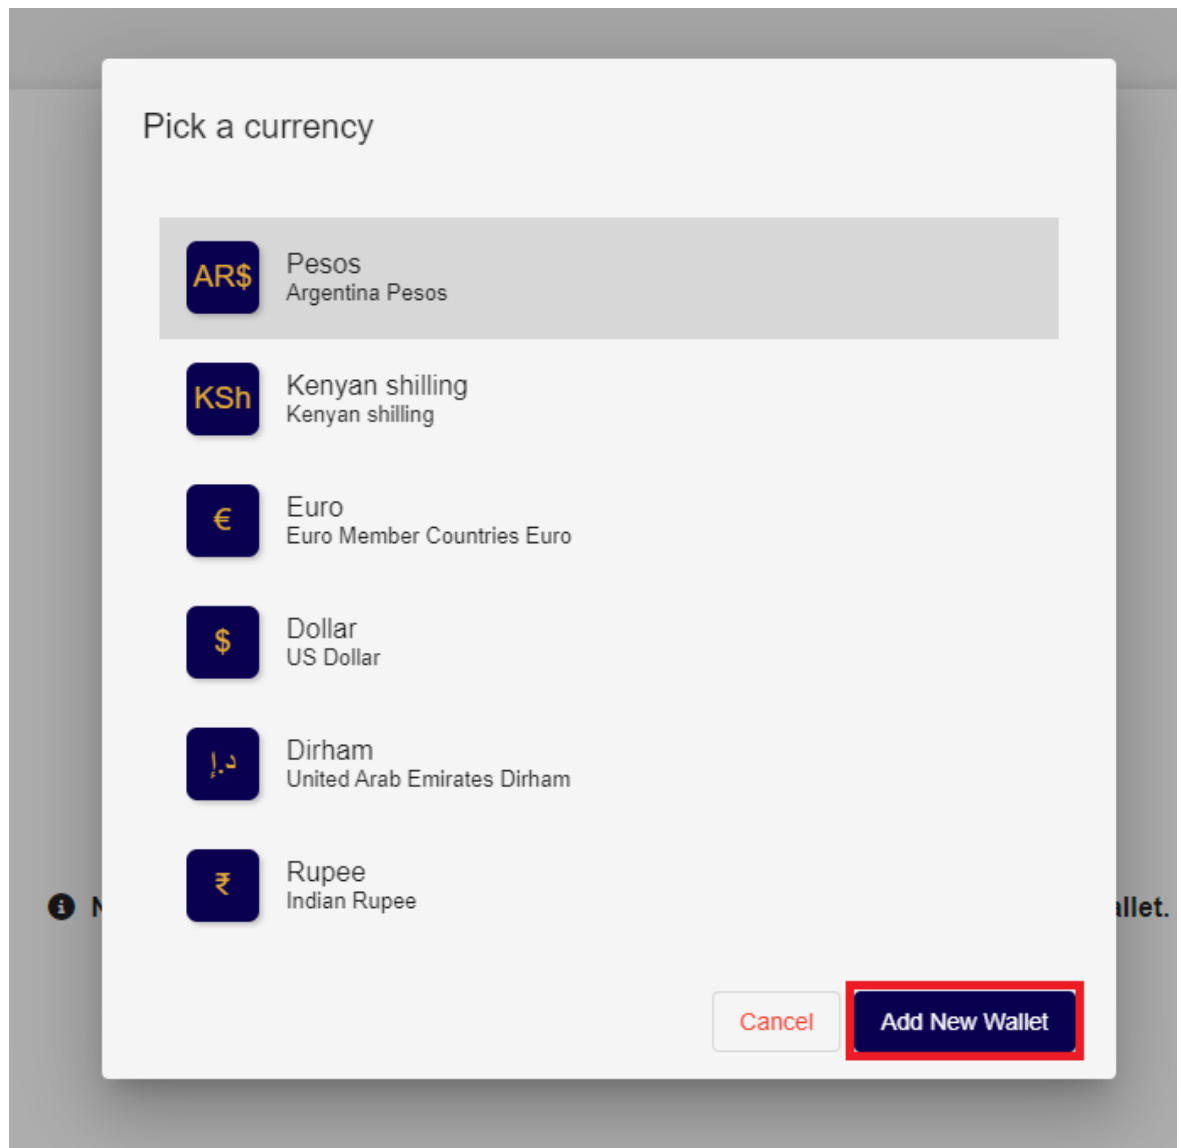 Pick a currency
AR$
Pesos
Argentina Pesos
KSh
Kenyan shilling
Kenyan shilling
€
Euro
Euro Member Countries Euro
$
Dollar
US Dollar
د.إ
Dirham
United Arab Emirates Dirham
₹
Rupee
Indian Rupee
Cancel
Add New Wallet